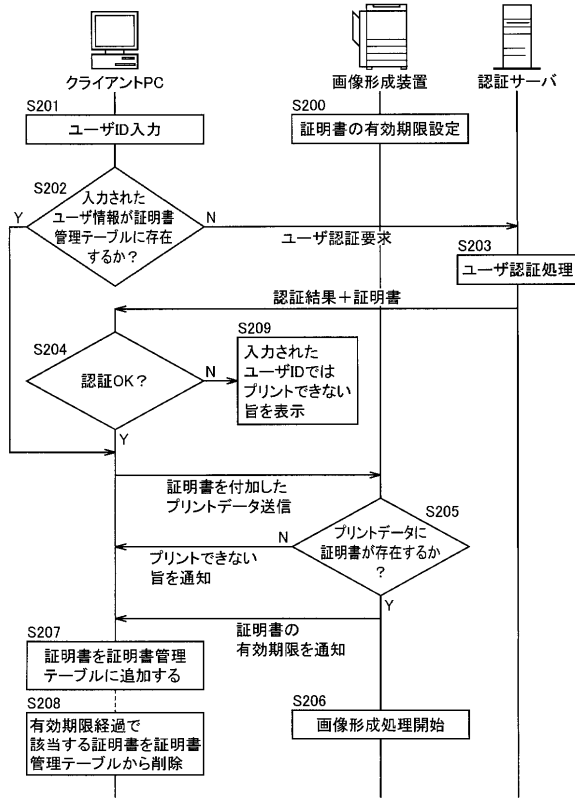 クライアントPC
画像形成装置
認証サーバ
S201
ユーザID入力
S200
証明書の有効期限設定
S202
入力された
ユーザ情報が証明書
管理テーブルに存在
するか？
Y
N
ユーザ認証要求
S203
ユーザ認証処理
認証結果＋証明書
S204
認証OK？
N
Y
S209
入力された
ユーザIDでは
プリントできない
旨を表示
証明書を付加した
プリントデータ送信
S205
プリントデータに
証明書が存在するか
？
N
Y
プリントできない
旨を通知
証明書の
有効期限を通知
S207
証明書を証明書管理
テーブルに追加する
S206
画像形成処理開始
S208
有効期限経過で
該当する証明書を証明書
管理テーブルから削除